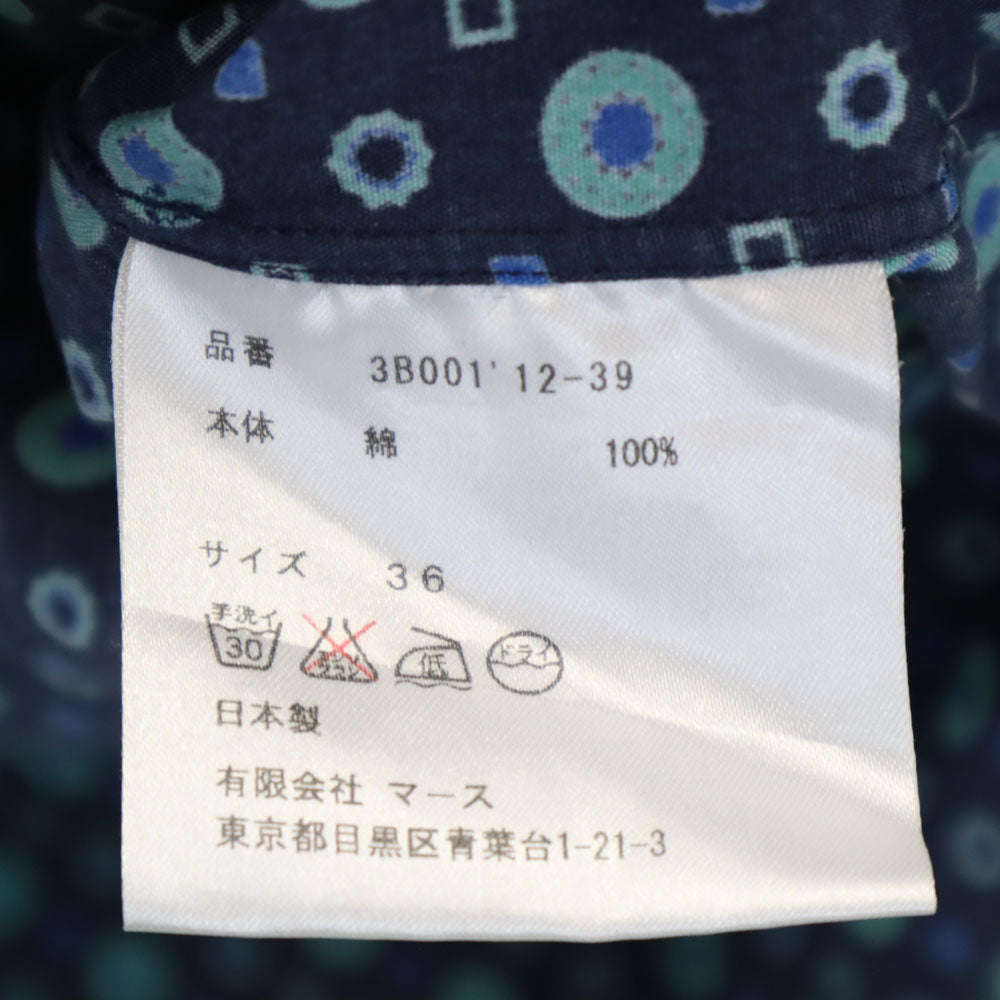 品番 3B001' 12-39
本体 綿 100%
サイズ 36
手洗イ
30 低 ドライ
日本製
有限会社 マース
東京都目黒区青葉台1-21-3